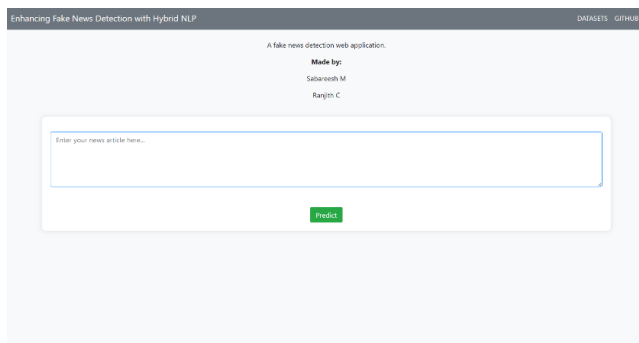 Enhancing Fake News Detection with Hybrid NLP
DATASETS GITHUB
A fake news detection web application.
Made by:
Sabareesh M
Ranjith C
Enter your news article here...
Predict